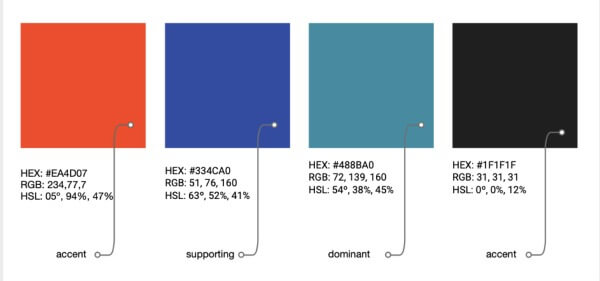 HEX: #EA4D07
RGB: 234,77,7
HSL: 05º, 94%, 47%
HEX: #334CA0
RGB: 51, 76, 160
HSL: 63º, 52%, 41%
HEX: #488BA0
RGB: 72, 139, 160
HSL: 54º, 38%, 45%
HEX: #1F1F1F
RGB: 31, 31, 31
HSL: 0º, 0%, 12%
accent
supporting
dominant
accent